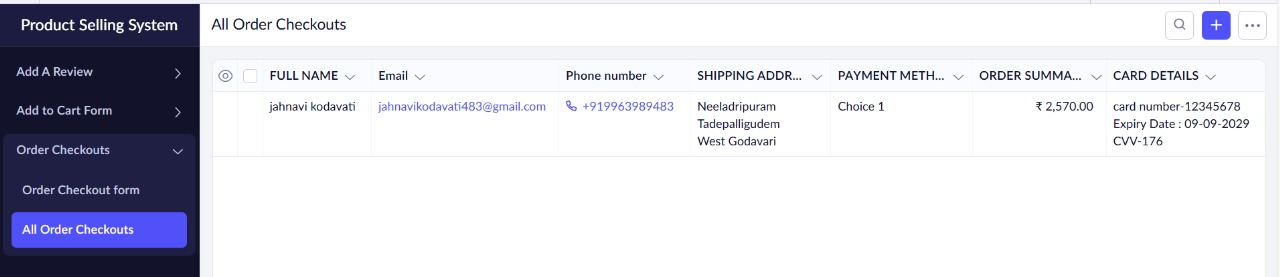 Product Selling System
All Order Checkouts
Add A Review
Add to Cart Form
Order Checkouts
Order Checkout form
All Order Checkouts
FULL NAME Email Phone number SHIPPING ADDR... PAYMENT METH... ORDER SUMMA... CARD DETAILS
jahnavi kodavati jahnavikodavati483@gmail.com +919963989483 Neeladripuram Choice 1 ₹ 2,570.00 card number-12345678
Tadepalligudem Expiry Date : 09-09-2029
West Godavari CVV-176